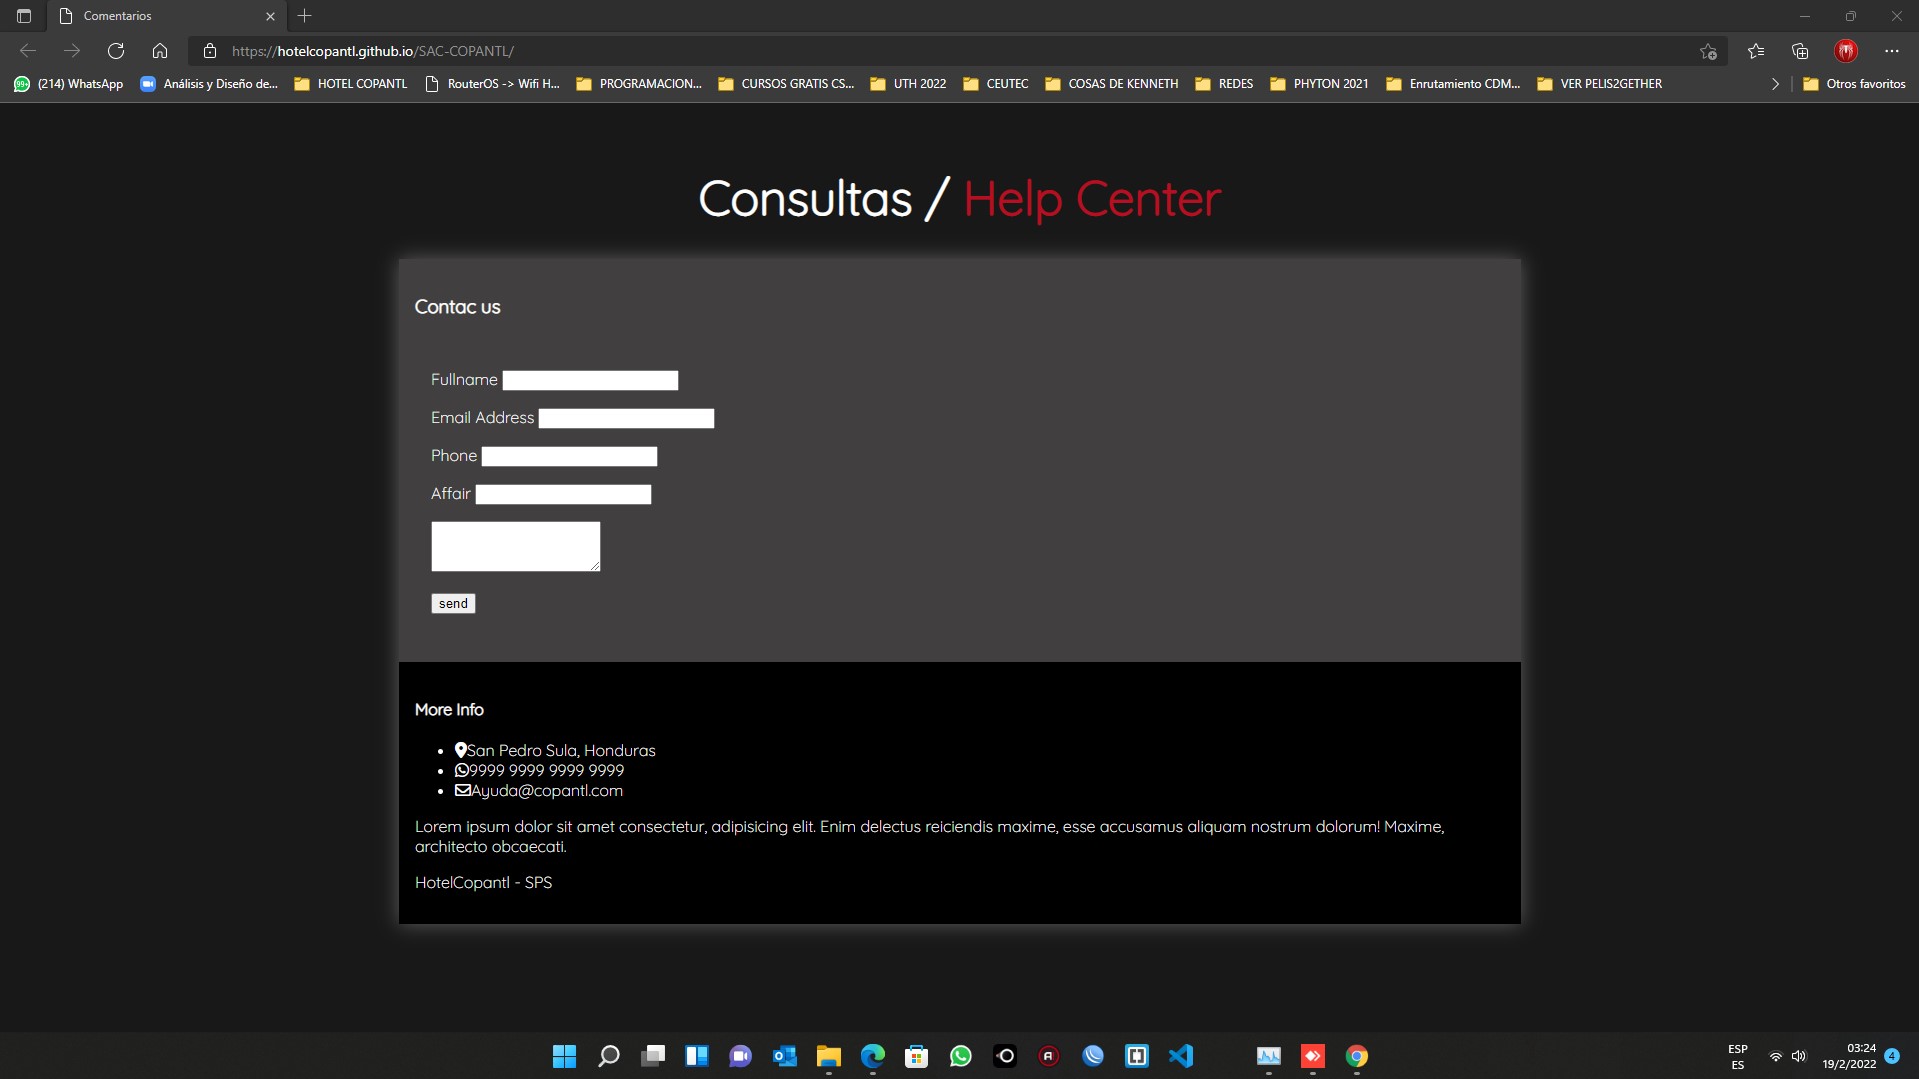 Comentarios
https://hotelcopantl.github.io/SAC-COPANTL/
99+ (214) WhatsApp Análisis y Diseño de... HOTEL COPANTL RouterOS -> Wifi H... PROGRAMACION... CURSOS GRATIS CS... UTH 2022 CEUTEC COSAS DE KENNETH REDES PHYTON 2021 Enrutamiento CDM... VER PELIS2GETHER Otros favoritos
Consultas / Help Center
Contac us
Fullname
Email Address
Phone
Affair
send
More Info
San Pedro Sula, Honduras
9999 9999 9999 9999
Ayuda@copantl.com
Lorem ipsum dolor sit amet consectetur, adipisicing elit. Enim delectus reiciendis maxime, esse accusamus aliquam nostrum dolorum! Maxime,
architecto obcaecati.
HotelCopantl - SPS
ESP 03:24
ES 19/2/2022 4